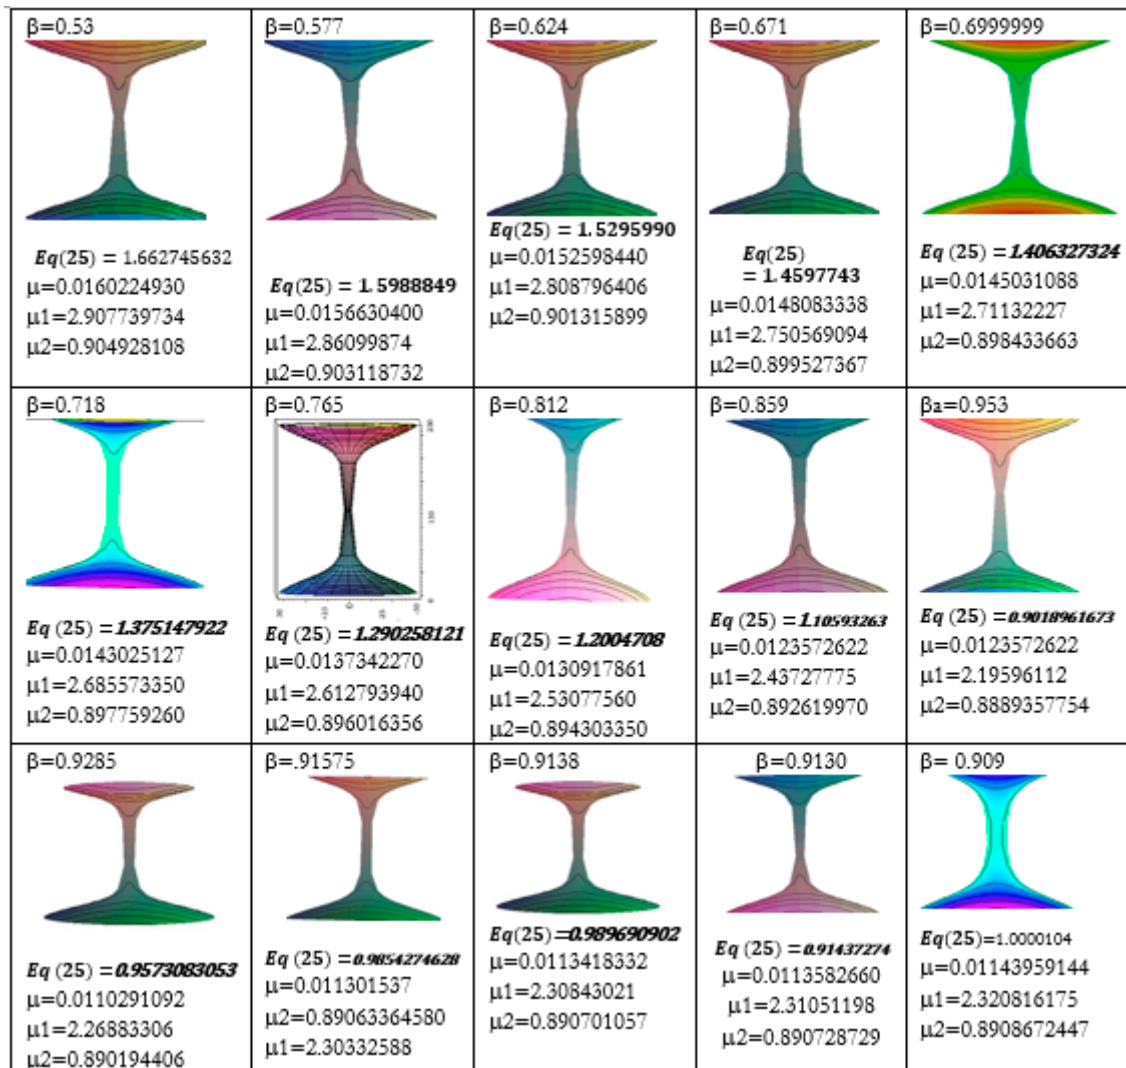 β=0.53
Eq(25) = 1.662745632
μ=0.0160224930
μ1=2.907739734
μ2=0.904928108
β=0.577
Eq(25) = 1.5988849
μ=0.0156630400
μ1=2.86099874
μ2=0.903118732
β=0.624
Eq(25) = 1.5295990
μ=0.0152598440
μ1=2.808796406
μ2=0.901315899
β=0.671
Eq(25)
= 1.4597743
μ=0.0148083338
μ1=2.750569094
μ2=0.899527367
β=0.6999999
Eq (25) =1.406327324
μ=0.0145031088
μ1=2.71132227
μ2=0.898433663
β=0.718
Eq (25) =1.375147922
μ=0.0143025127
μ1=2.685573350
μ2=0.897759260
β=0.765
200
150
0
30
Eq (25) =1.290258121
μ=0.0137342270
μ1=2.612793940
μ2=0.896016356
β=0.812
Eq (25) =1.2004708
μ=0.0130917861
μ1=2.53077560
μ2=0.894303350
β=0.859
Eq (25) =1.10593263
μ=0.0123572622
μ1=2.43727775
μ2=0.892619970
βa=0.953
Eq (25) =0.9018961673
μ=0.0123572622
μ1=2.19596112
μ2=0.8889357754
β=0.9285
Eq (25) =0.9573083053
μ=0.0110291092
μ1=2.26883306
μ2=0.890194406
β=.91575
Eq (25) =0.9854274628
μ=0.011301537
μ2=0.89063364580
μ1=2.30332588
β=0.9138
Eq(25)=0.989690902
μ=0.0113418332
μ1=2.30843021
μ2=0.890701057
β=0.9130
Eq (25) =0.91437274
μ=0.0113582660
μ1=2.31051198
μ2=0.890728729
β= 0.909
Eq(25)=1.0000104
μ=0.01143959144
μ1=2.320816175
μ2=0.8908672447